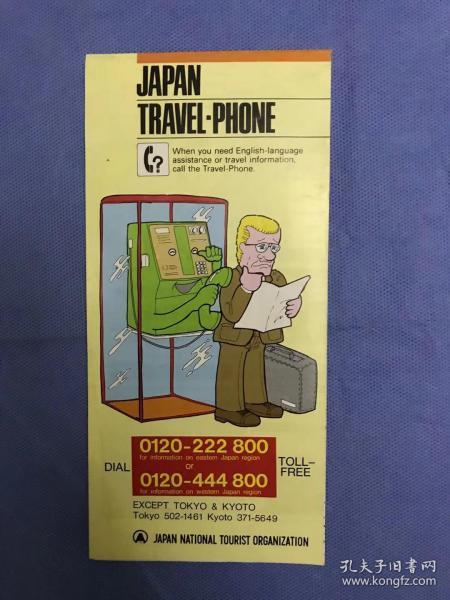 JAPAN
TRAVEL·PHONE
?
When you need English-language
assistance or travel information,
call the Travel-Phone.
DIAL
0120-222 800
for information on eastern Japan region
or
0120-444 800
for information on western Japan region
TOLL-
FREE
EXCEPT TOKYO & KYOTO
Tokyo 502-1461 Kyoto 371-5649
JAPAN NATIONAL TOURIST ORGANIZATION
孔夫子旧书网
www.kongfz.com